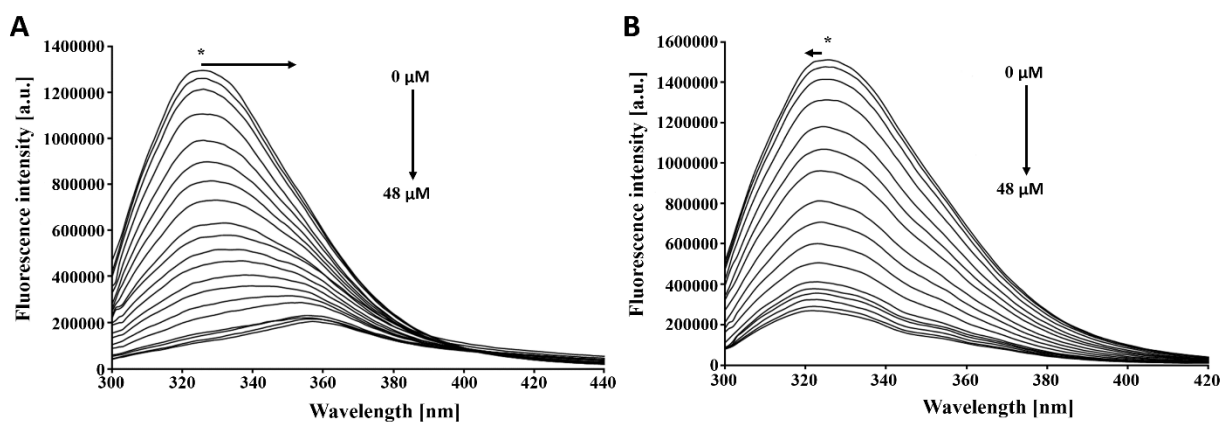 A
Fluorescence intensity [a.u.]
1400000
1200000
1000000
800000
600000
400000
200000
0
*
0 µM
48 µM
300 320 340 360 380 400 420 440
Wavelength [nm]
B
Fluorescence intensity [a.u.]
1600000
1400000
1200000
1000000
800000
600000
400000
200000
0
*
0 µM
48 µM
300 320 340 360 380 400 420
Wavelength [nm]